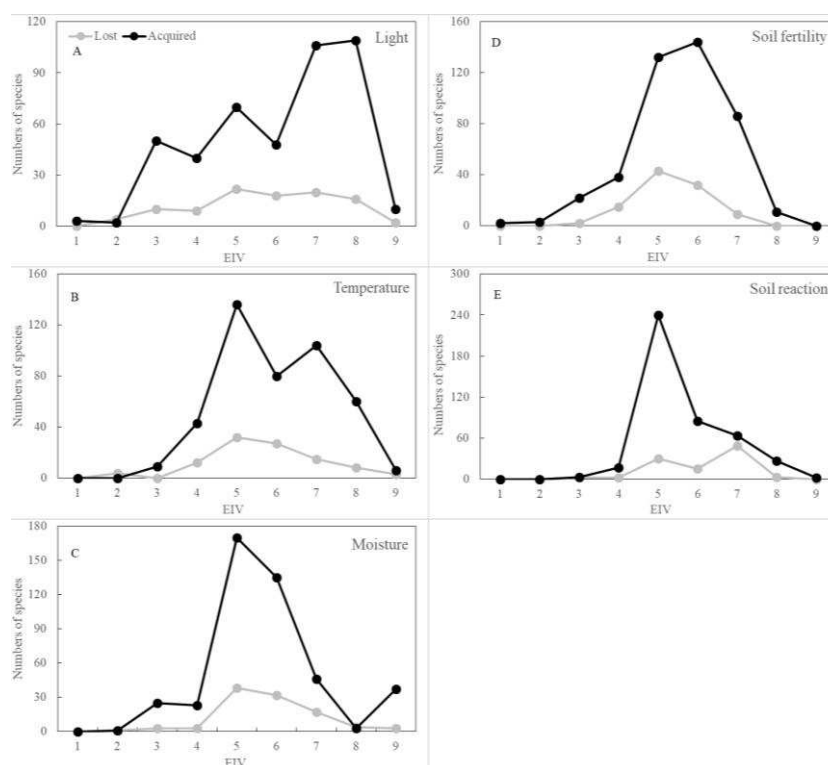 Lost Acquired
A
Light
Numbers of species
120
90
60
30
0
1 2 3 4 5 6 7 8 9
EIV
B
Temperature
Numbers of species
160
120
80
40
0
1 2 3 4 5 6 7 8 9
EIV
C
Moisture
Numbers of species
180
150
120
90
60
30
0
1 2 3 4 5 6 7 8 9
EIV
D
Soil fertility
Numbers of species
160
120
80
40
0
1 2 3 4 5 6 7 8 9
EIV
E
Soil reaction
Numbers of species
300
240
180
120
60
0
1 2 3 4 5 6 7 8 9
EIV